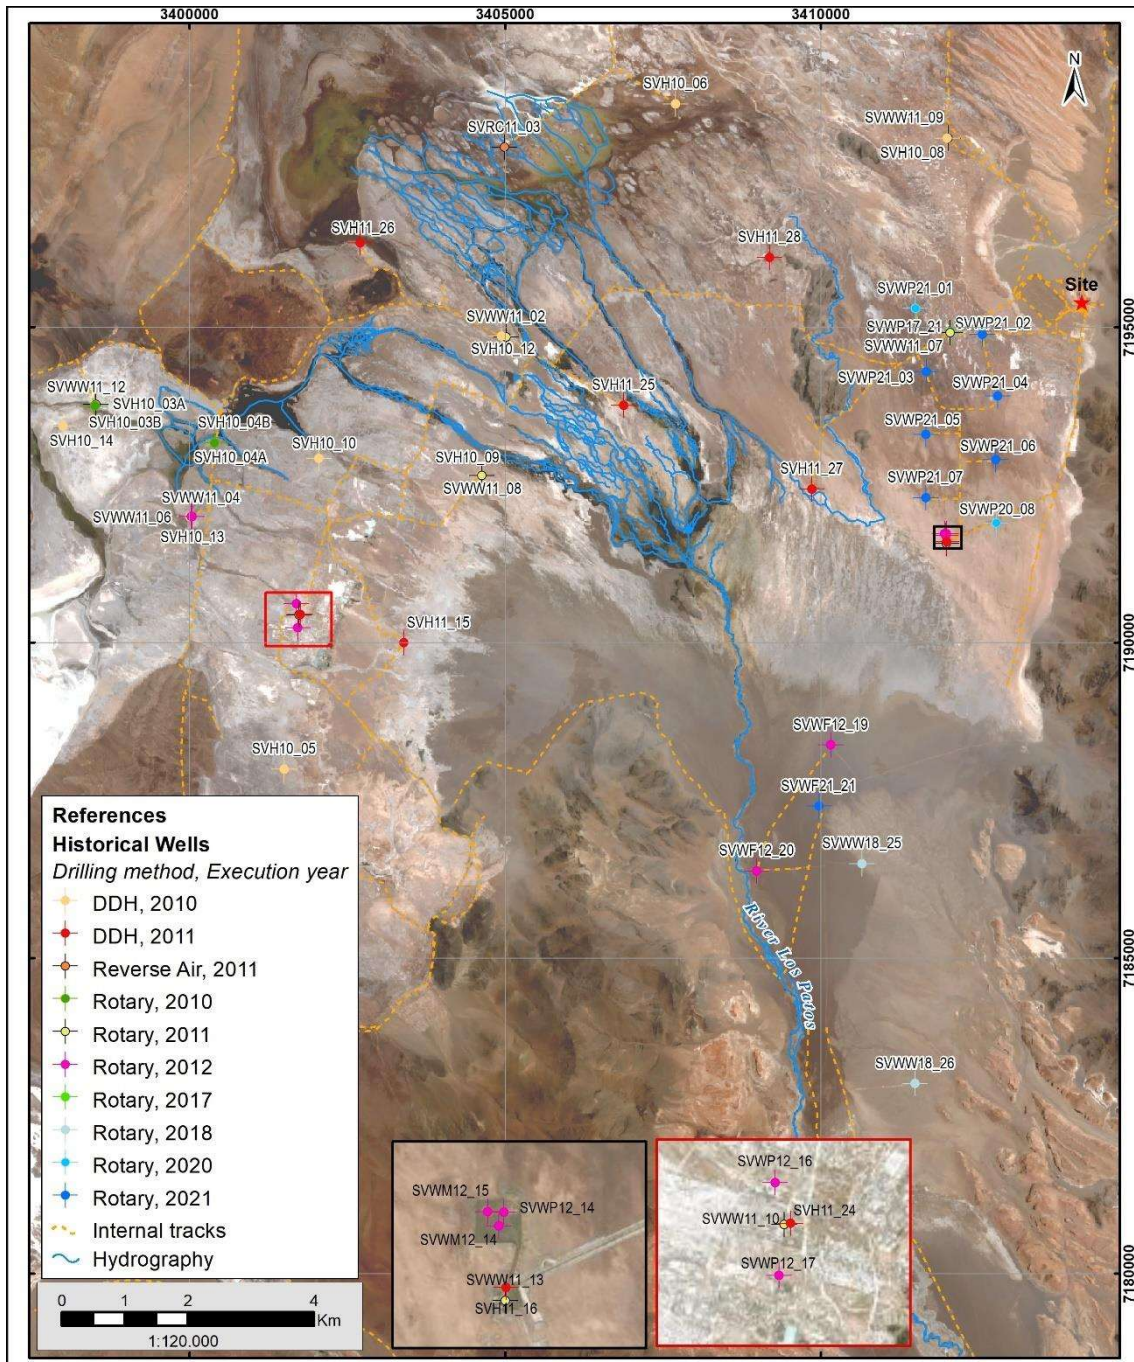 3400000
3405000
3410000
N
SVH10_06
SVWW11_09
SVRC11_03
SVH10_08
SVH11_26
SVH11_28
Site
SVWP21_01
SVWW11_02
SVWP17_21
SVWP21_02
7195000
SVH10_12
SVWW11_07
SVWP21_03
SVWW11_12
SVH11_25
SVWP21_04
SVH10_03A
SVH10_03B
SVH10_04B
SVH10_14
SVH10_10
SVWP21_05
SVH10_04A
SVH10_09
SVWP21_06
SVH11_27
SVWP21_07
SVWW11_08
SVWW11_04
SVWW11_06
SVWP20_08
SVH10_13
SVH11_15
7190000
SVWF12_19
SVH10_05
SVWF21_21
SVWW18_25
SVWF12_20
River Los Patos
7185000
SVWW18_26
References
Historical Wells
Drilling method, Execution year
DDH, 2010
DDH, 2011
Reverse Air, 2011
Rotary, 2010
Rotary, 2011
Rotary, 2012
Rotary, 2017
Rotary, 2018
Rotary, 2020
Rotary, 2021
Internal tracks
Hydrography
0 1 2 4
Km
1:120.000
SVWM12_15
SVWP12_14
SVWM12_14
SVWW11_13
SVH11_16
SVWP12_16
SVWW11_10
SVH11_24
SVWP12_17
7180000